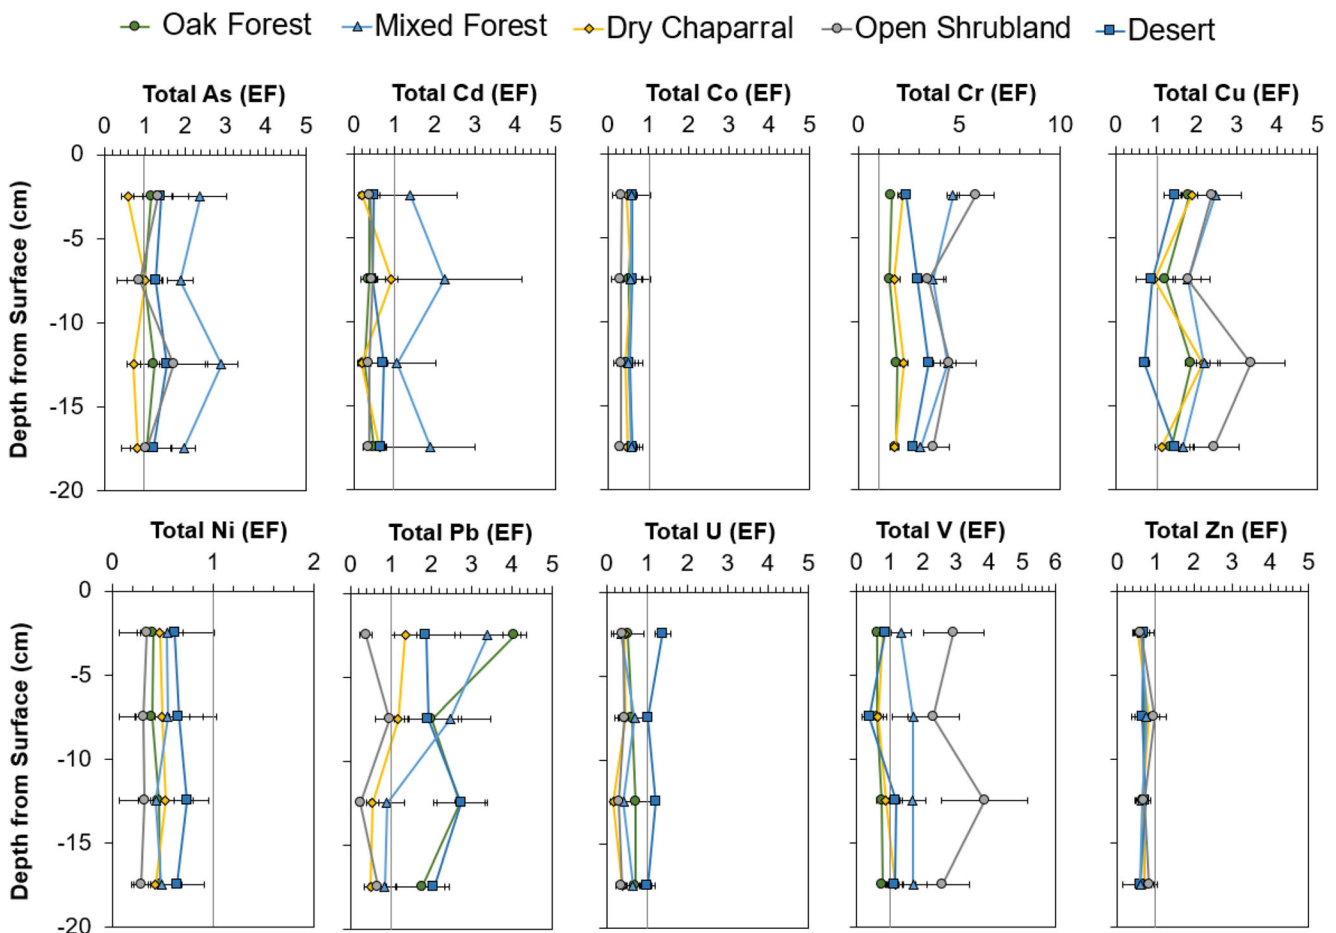 Oak Forest Mixed Forest Dry Chaparral Open Shrubland Desert
Total As (EF) Total Cd (EF) Total Co (EF) Total Cr (EF) Total Cu (EF)
0 1 2 3 4 5 0 1 2 3 4 5 0 1 2 3 4 5 0 5 10 0 1 2 3 4 5
0
-5
-10
-15
-20
Depth from Surface (cm)
Total Ni (EF) Total Pb (EF) Total U (EF) Total V (EF) Total Zn (EF)
0 1 2 0 1 2 3 4 5 0 1 2 3 4 5 0 1 2 3 4 5 6 0 1 2 3 4 5
0
-5
-10
-15
-20
Depth from Surface (cm)